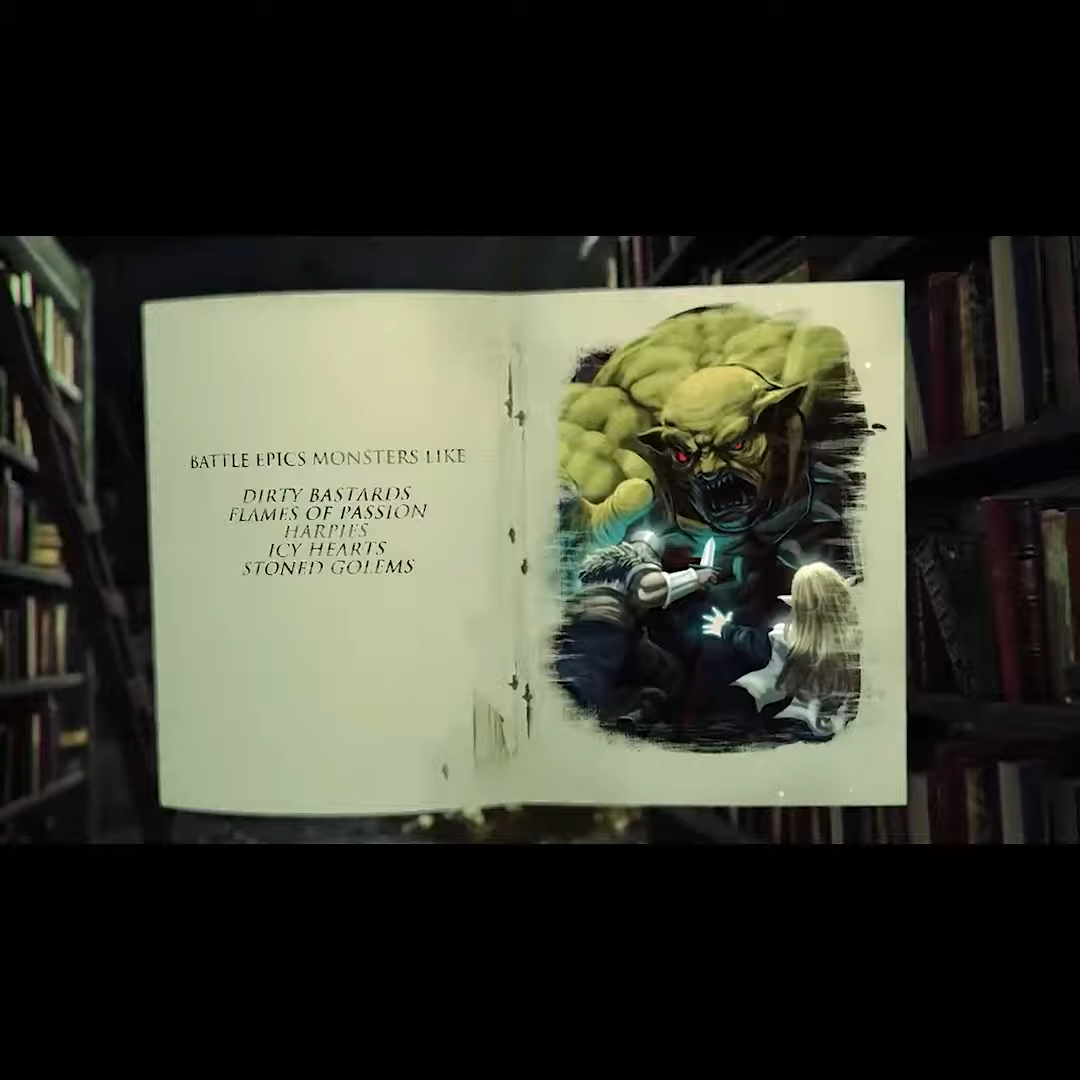 BATTLE EPICS MONSTERS LIKE
DIRTY BASTARDS
FLAMES OF PASSION
HARPIES
ICY HEARTS
STONED GOLEMS